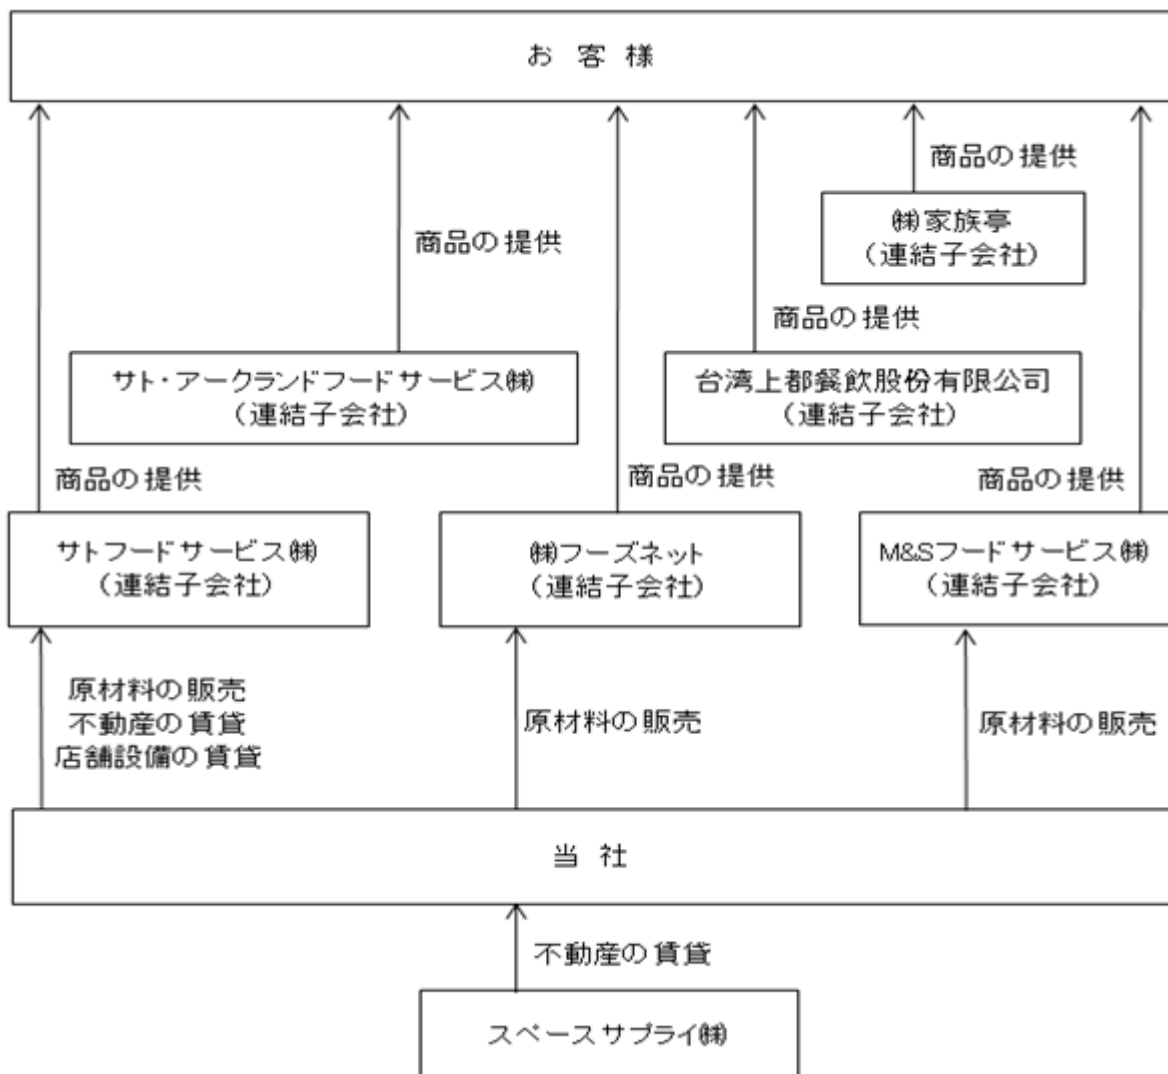 お客様
商品の提供
㈱家族亭
（連結子会社）
商品の提供
商品の提供
サト・アークランドフードサービス㈱
（連結子会社）
台湾上都餐飲股份有限公司
（連結子会社）
商品の提供
商品の提供
商品の提供
サトフードサービス㈱
（連結子会社）
㈱フーズネット
（連結子会社）
M&Sフードサービス㈱
（連結子会社）
原材料の販売
不動産の賃貸
店舗設備の賃貸
原材料の販売
原材料の販売
当社
不動産の賃貸
スペースサプライ㈱